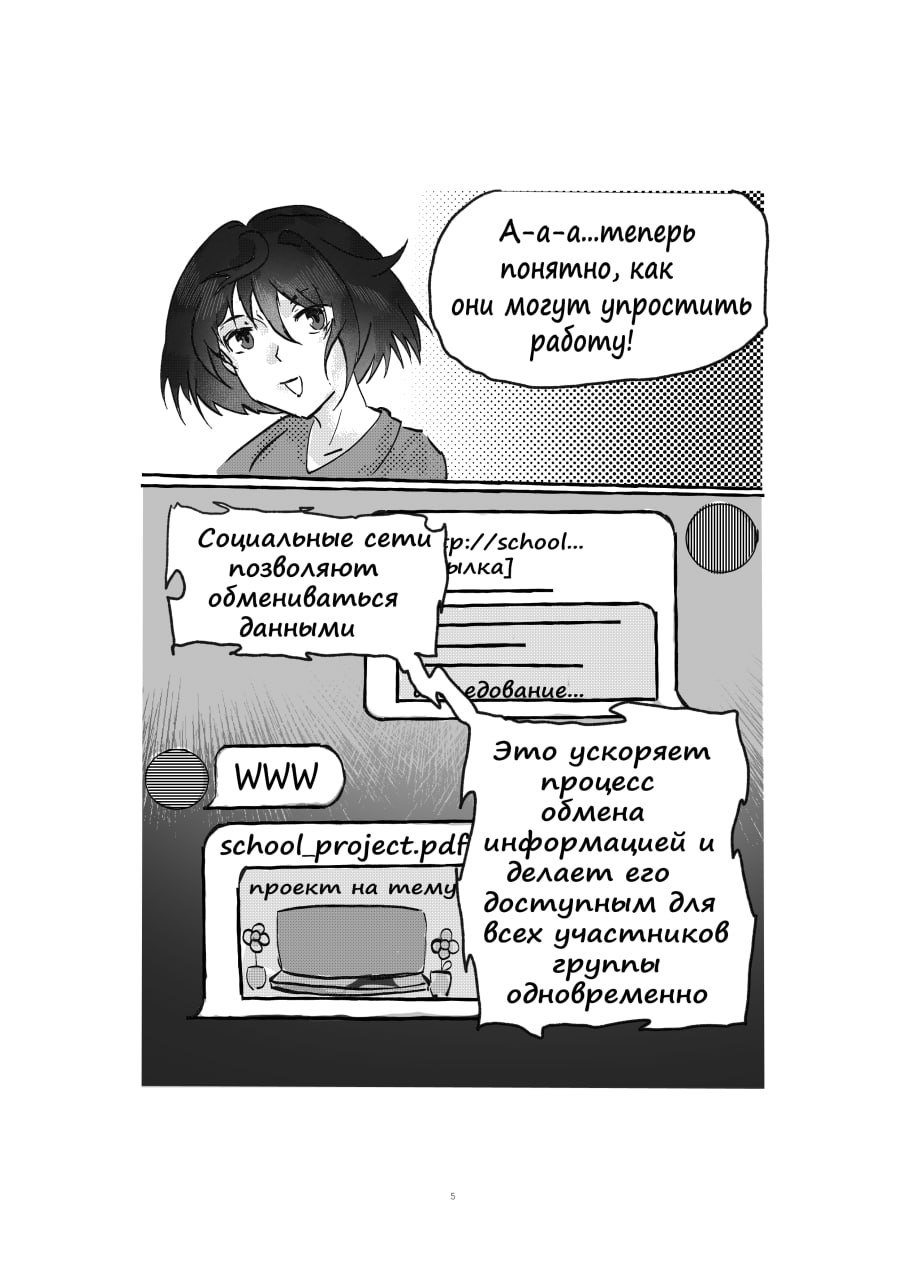 А-а-а...теперь
понятно, как
они могут упростить
работу!
Социальные сети
позволяют
обмениваться
данными
p://school...
ылка]
едование...
WWW
school_project.pdf
проект на тему
Это ускоряет
процесс
обмена
информацией и
делает его
доступным для
всех участников
группы
одновременно
5